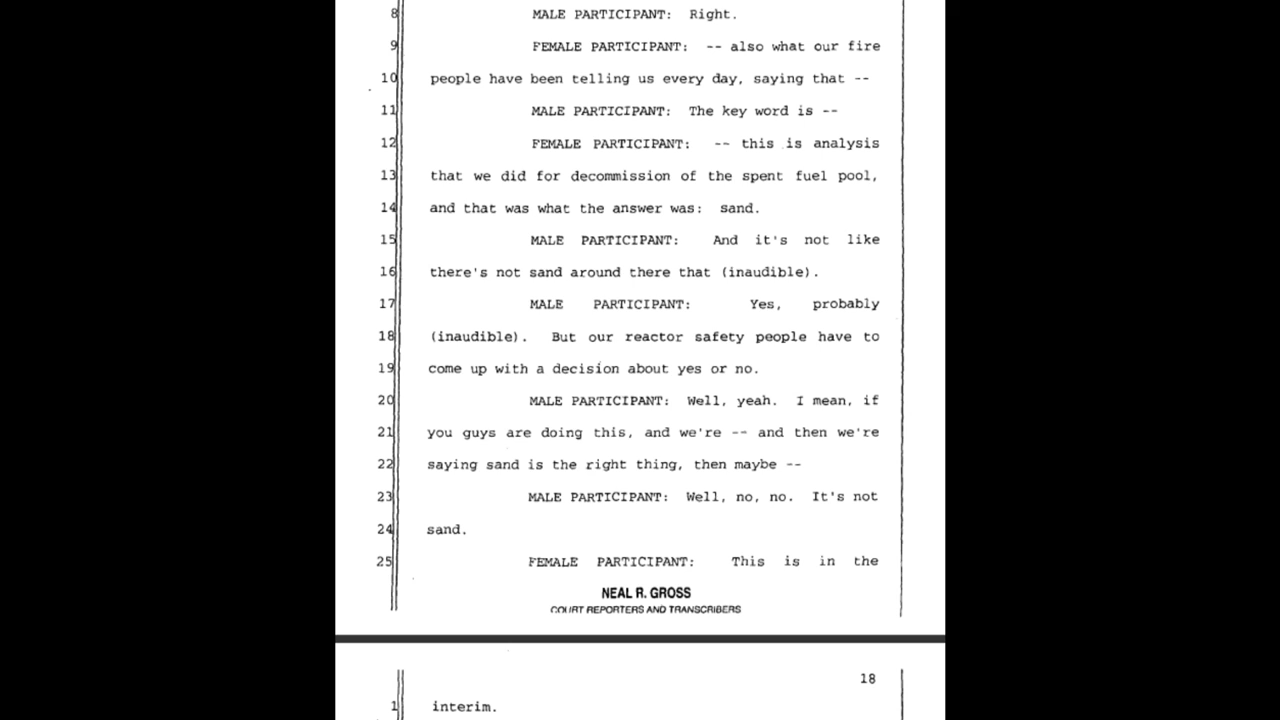 8 MALE PARTICIPANT: Right.
9 FEMALE PARTICIPANT: -- also what our fire
10 people have been telling us every day, saying that --
11 MALE PARTICIPANT: The key word is --
12 FEMALE PARTICIPANT: -- this is analysis
13 that we did for decommission of the spent fuel pool,
14 and that was what the answer was: sand.
15 MALE PARTICIPANT: And it's not like
16 there's not sand around there that (inaudible).
17 MALE PARTICIPANT: Yes, probably
18 (inaudible). But our reactor safety people have to
19 come up with a decision about yes or no.
20 MALE PARTICIPANT: Well, yeah. I mean, if
21 you guys are doing this, and we're -- and then we're
22 saying sand is the right thing, then maybe --
23 MALE PARTICIPANT: Well, no, no. It's not
24 sand.
25 FEMALE PARTICIPANT: This is in the
NEAL R. GROSS
COURT REPORTERS AND TRANSCRIBERS
18
1 interim.